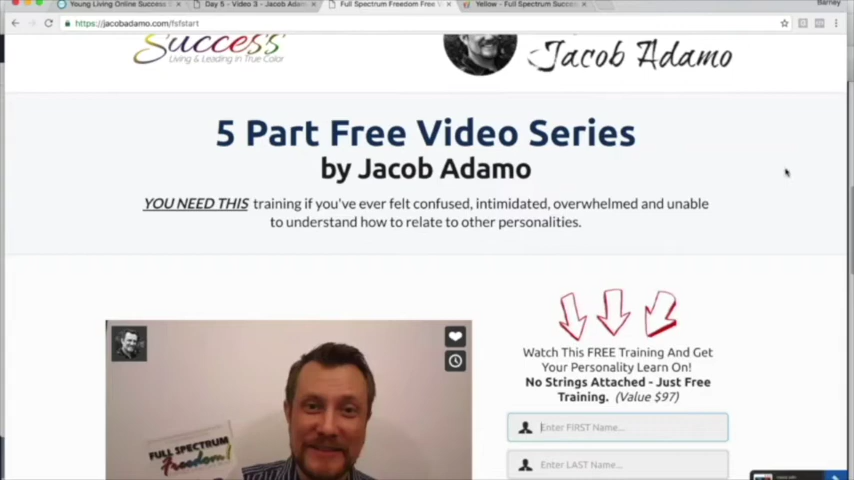 Young Living Online Success
Day 5 - Video 3 - Jacob Adamo
Full Spectrum Freedom Free V
Yellow - Full Spectrum Success
Barney
https://jacobadamo.com/fsfstart
Success
Living & Leading in True Color
Jacob Adamo
5 Part Free Video Series
by Jacob Adamo
YOU NEED THIS training if you've ever felt confused, intimidated, overwhelmed and unable
to understand how to relate to other personalities.
Watch This FREE Training And Get
Your Personality Learn On!
No Strings Attached - Just Free
Training. (Value $97)
Enter FIRST Name...
Enter LAST Name...
FULL SPECTRUM
Freedom!